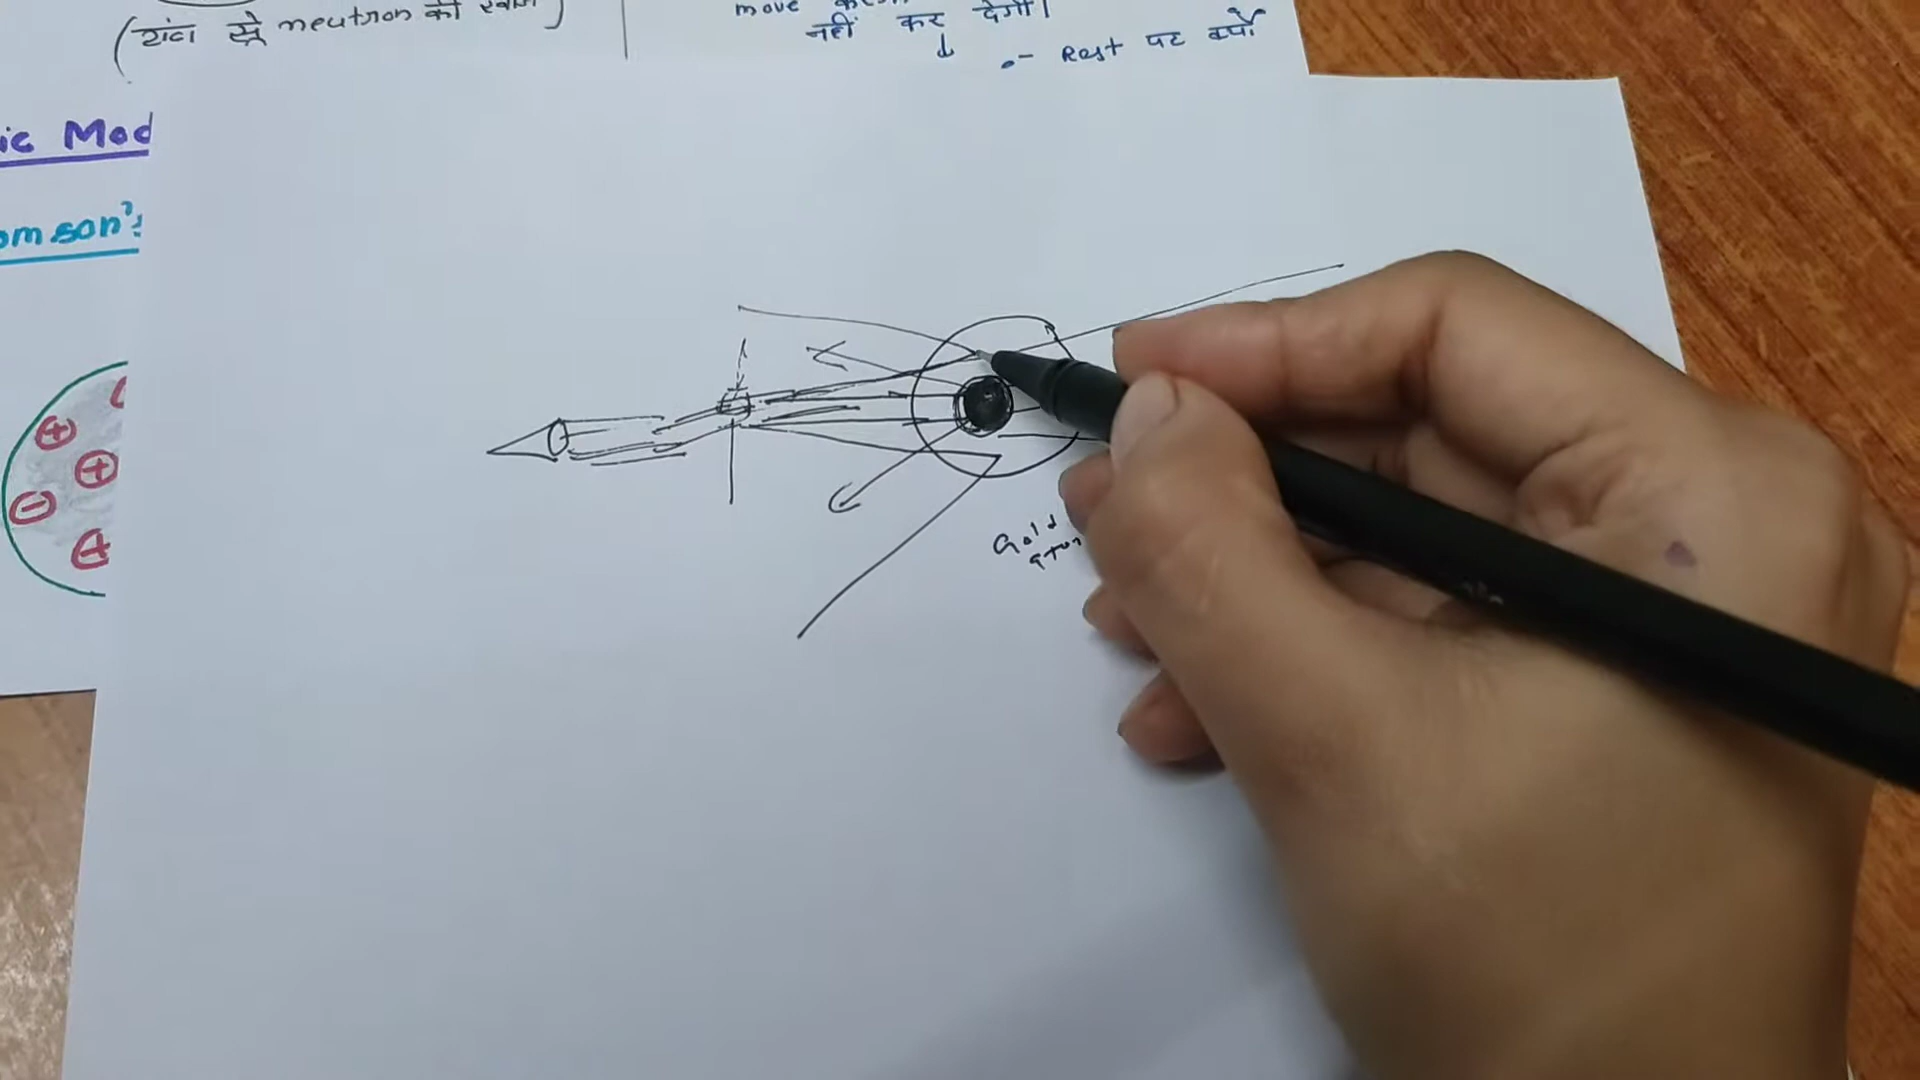 (शंट से neutron की खोज)
move
नहीं कर देगी।
Rest पर क्यों
ic Mod
omson's
Gold